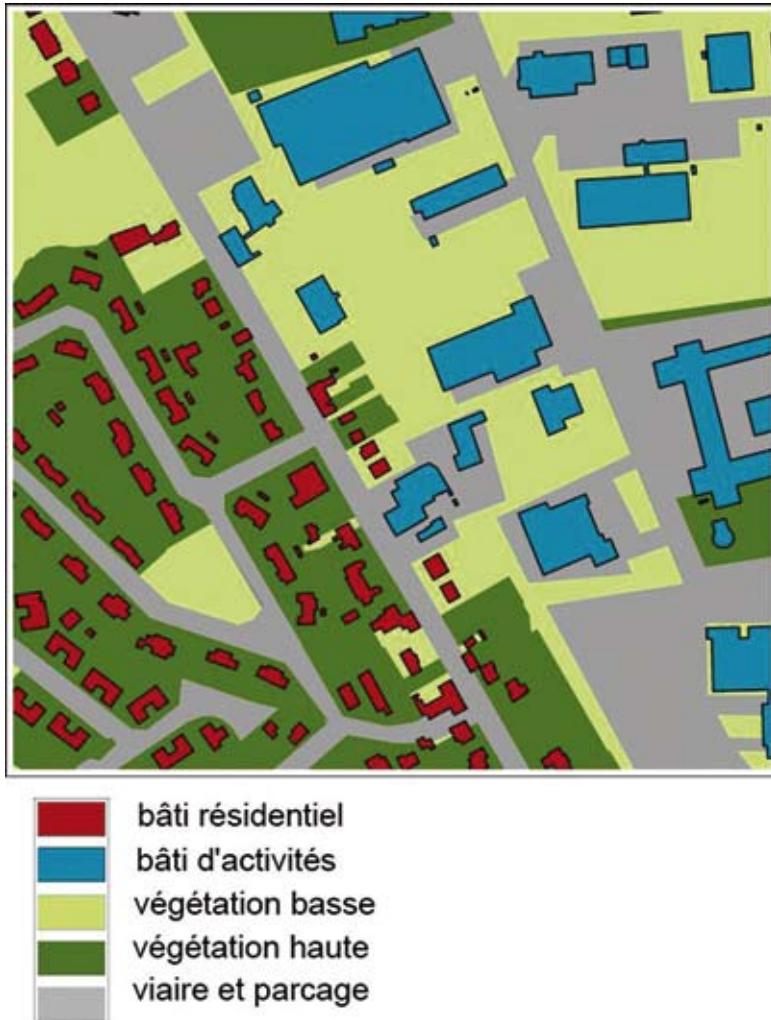 bâti résidentiel
bâti d'activités
végétation basse
végétation haute
viaire et parcage